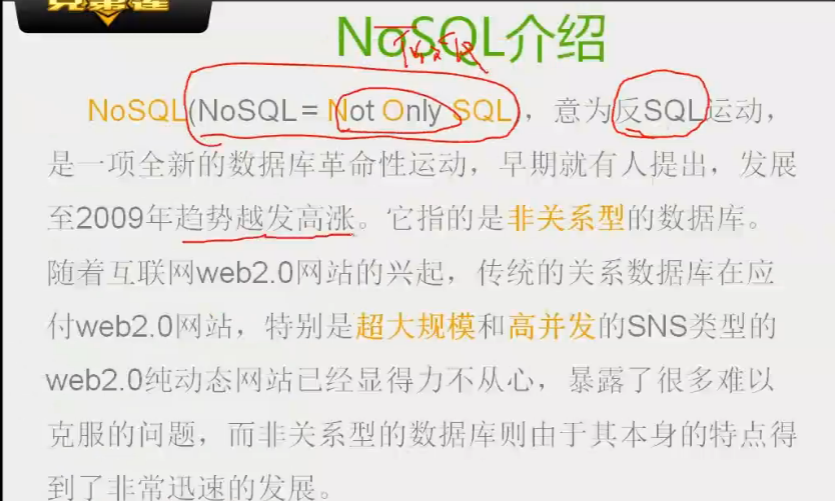 NoSQL介绍
NoSQL(NoSQL = Not Only SQL )，意为反SQL运动，
是一项全新的数据库革命性运动，早期就有人提出，发展
至2009年趋势越发高涨。它指的是非关系型的数据库。
随着互联网web2.0网站的兴起，传统的关系数据库在应
付web2.0网站，特别是超大规模和高并发的SNS类型的
web2.0纯动态网站已经显得力不从心，暴露了很多难以
克服的问题，而非关系型的数据库则由于其本身的特点得
到了非常迅速的发展。